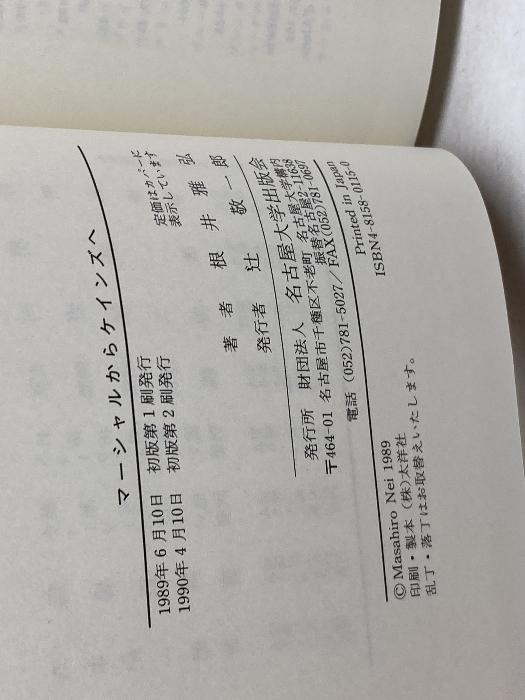 マーシャルからケインズへ
1989年6月10日 初版第1刷発行
1990年4月10日 初版第2刷発行
定価はカバーに
表示しています
著者 根井雅弘
発行者 辻敬一郎
発行所 財団法人 名古屋大学出版会
〒464-01 名古屋市千種区不老町 名古屋大学構内
振替名古屋2-11638
電話 (052)781-5027／FAX(052)781-0697
© Masahiro Nei 1989
Printed in Japan
印刷・製本 (株)太洋社
ISBN4-8158-0115-0
乱丁・落丁はお取替えいたします。